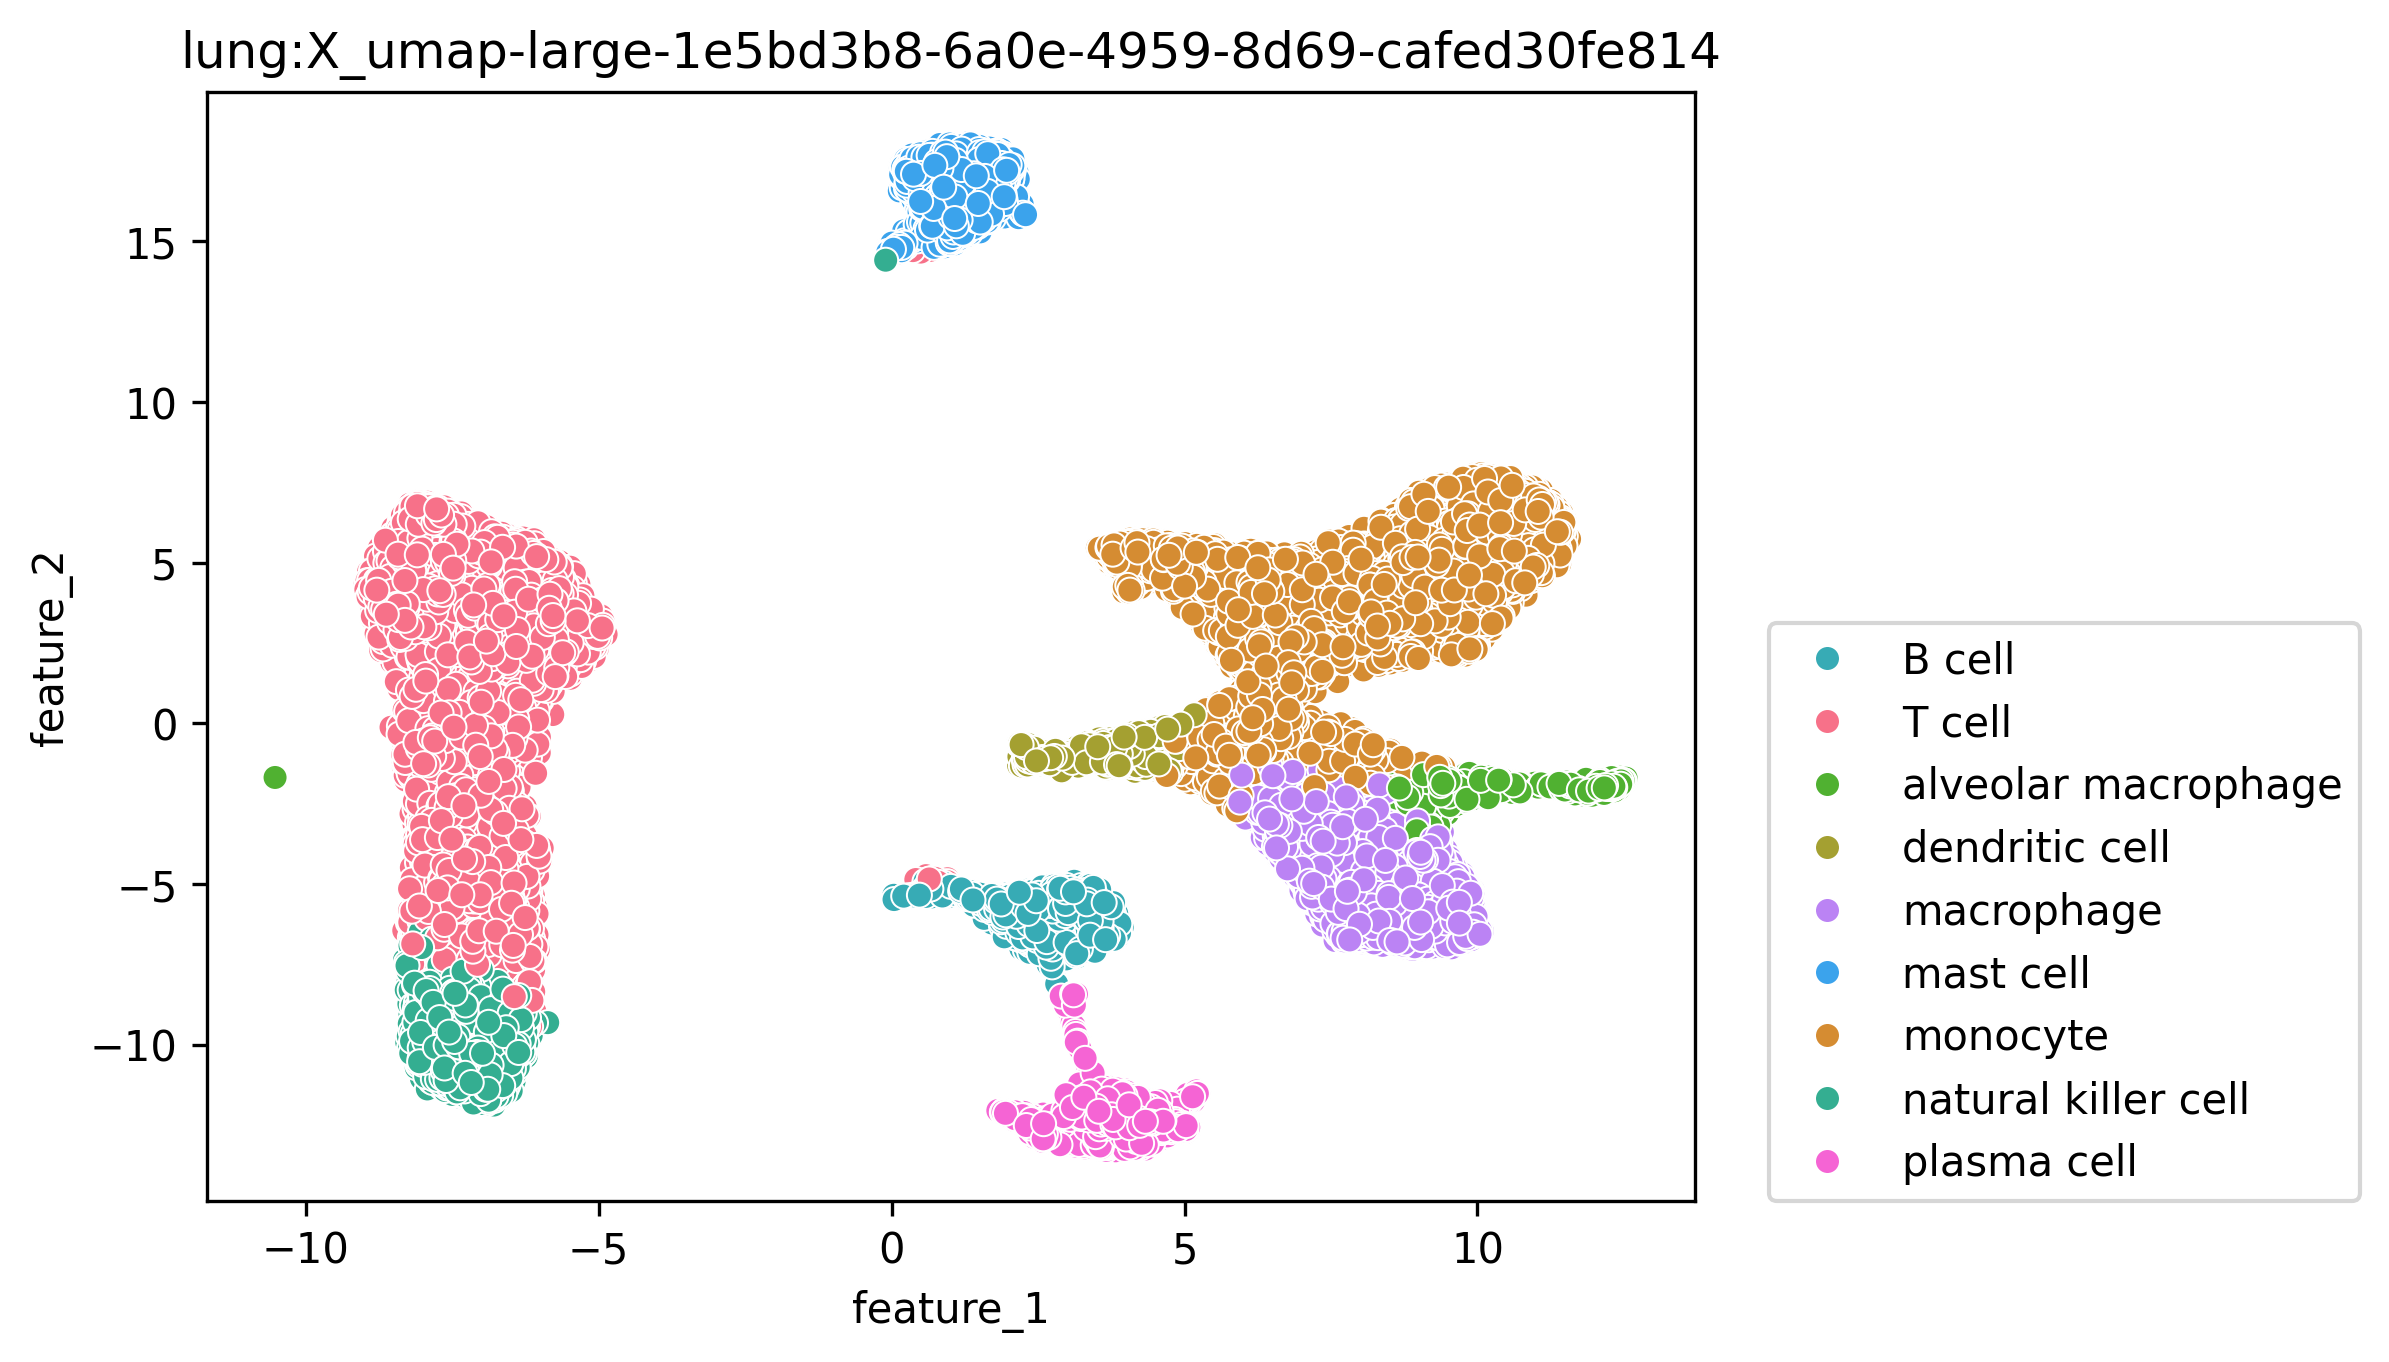 lung:X_umap-large-1e5bd3b8-6a0e-4959-8d69-cafed30fe814
feature_2
15
10
5
0
−5
−10
−10
−5
0
5
10
feature_1
B cell
T cell
alveolar macrophage
dendritic cell
macrophage
mast cell
monocyte
natural killer cell
plasma cell